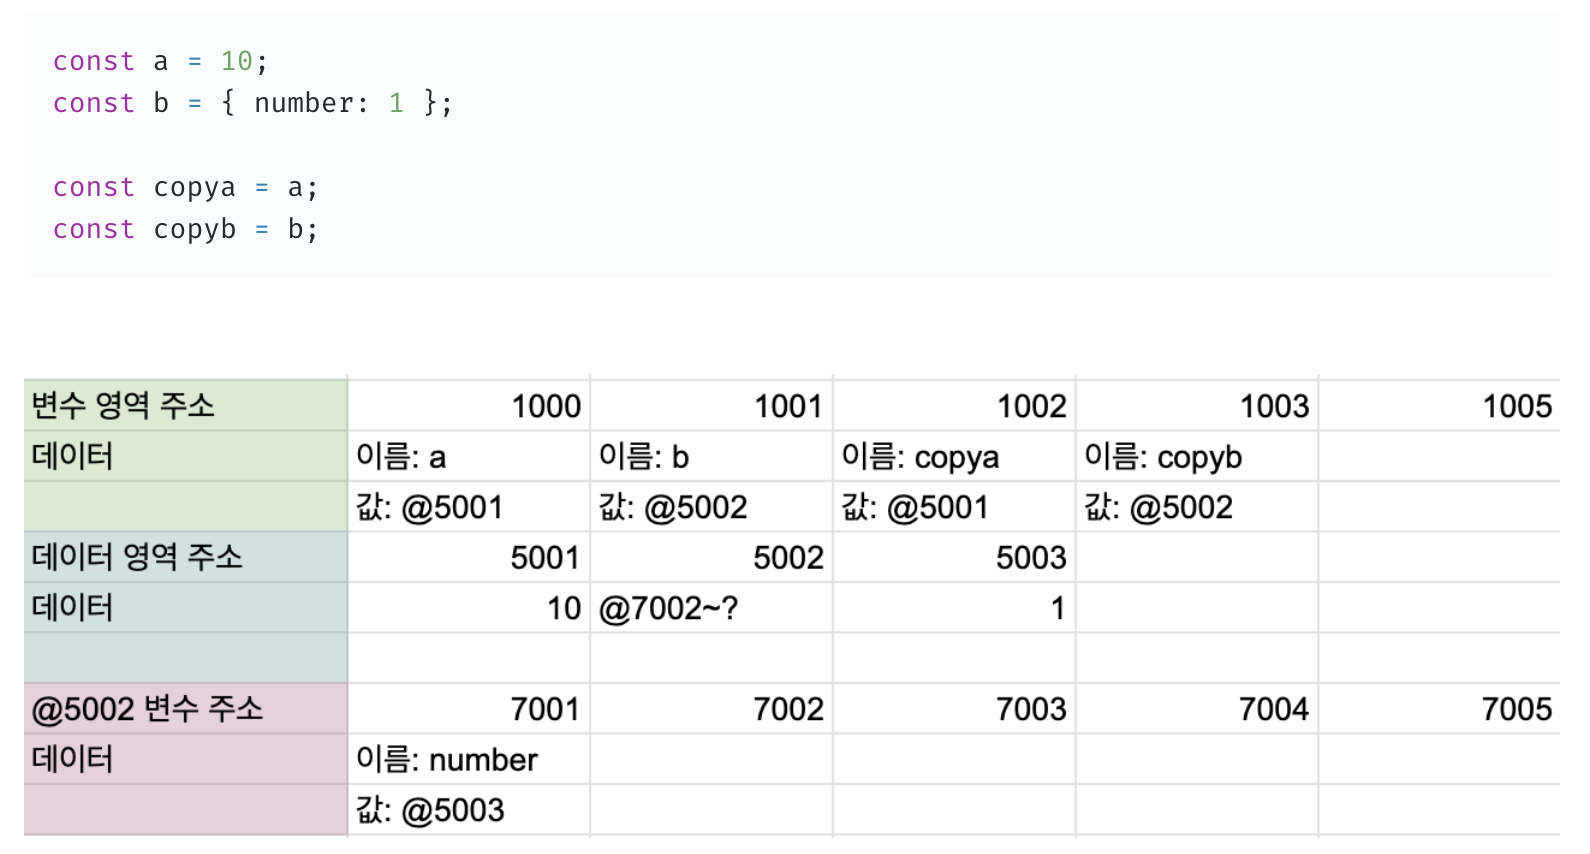 const a = 10;
const b = { number: 1 };
const copya = a;
const copyb = b;
변수 영역 주소 1000 1001 1002 1003 1005
데이터 이름: a 이름: b 이름: copya 이름: copyb
값: @5001 값: @5002 값: @5001 값: @5002
데이터 영역 주소 5001 5002 5003
데이터 10 @7002~? 1
@5002 변수 주소 7001 7002 7003 7004 7005
데이터 이름: number
값: @5003